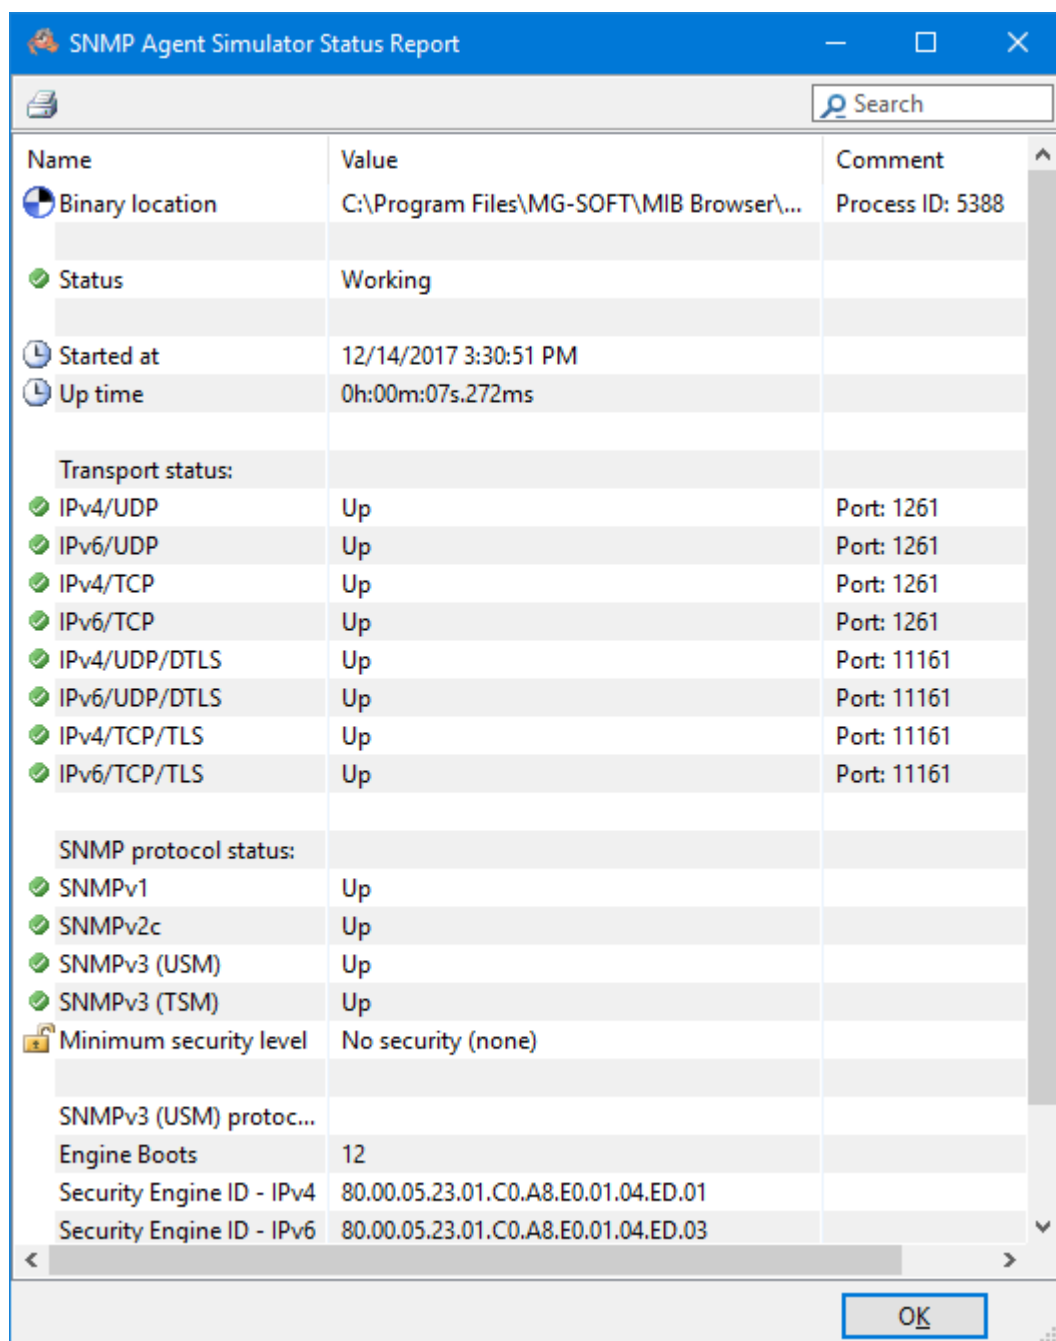 SNMP Agent Simulator Status Report
Search
Name Value Comment
Binary location C:\Program Files\MG-SOFT\MIB Browser\... Process ID: 5388
Status Working
Started at 12/14/2017 3:30:51 PM
Up time 0h:00m:07s.272ms
Transport status:
IPv4/UDP Up Port: 1261
IPv6/UDP Up Port: 1261
IPv4/TCP Up Port: 1261
IPv6/TCP Up Port: 1261
IPv4/UDP/DTLS Up Port: 11161
IPv6/UDP/DTLS Up Port: 11161
IPv4/TCP/TLS Up Port: 11161
IPv6/TCP/TLS Up Port: 11161
SNMP protocol status:
SNMPv1 Up
SNMPv2c Up
SNMPv3 (USM) Up
SNMPv3 (TSM) Up
Minimum security level No security (none)
SNMPv3 (USM) protoc...
Engine Boots 12
Security Engine ID - IPv4 80.00.05.23.01.C0.A8.E0.01.04.ED.01
Security Engine ID - IPv6 80.00.05.23.01.C0.A8.E0.01.04.ED.03
OK